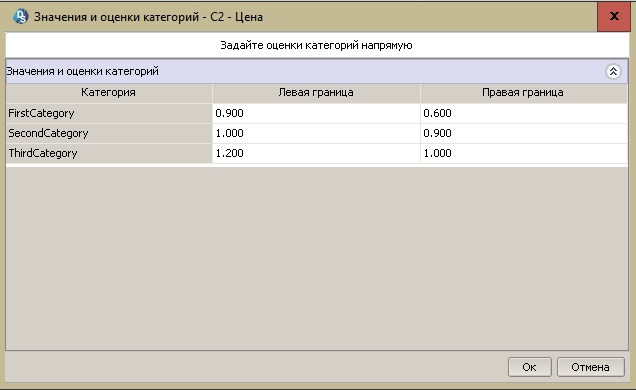 Значения и оценки категорий - C2 - Цена
Задайте оценки категорий напрямую
Значения и оценки категорий
Категория Левая граница Правая граница
FirstCategory 0.900 0.600
SecondCategory 1.000 0.900
ThirdCategory 1.200 1.000
Ок Отмена